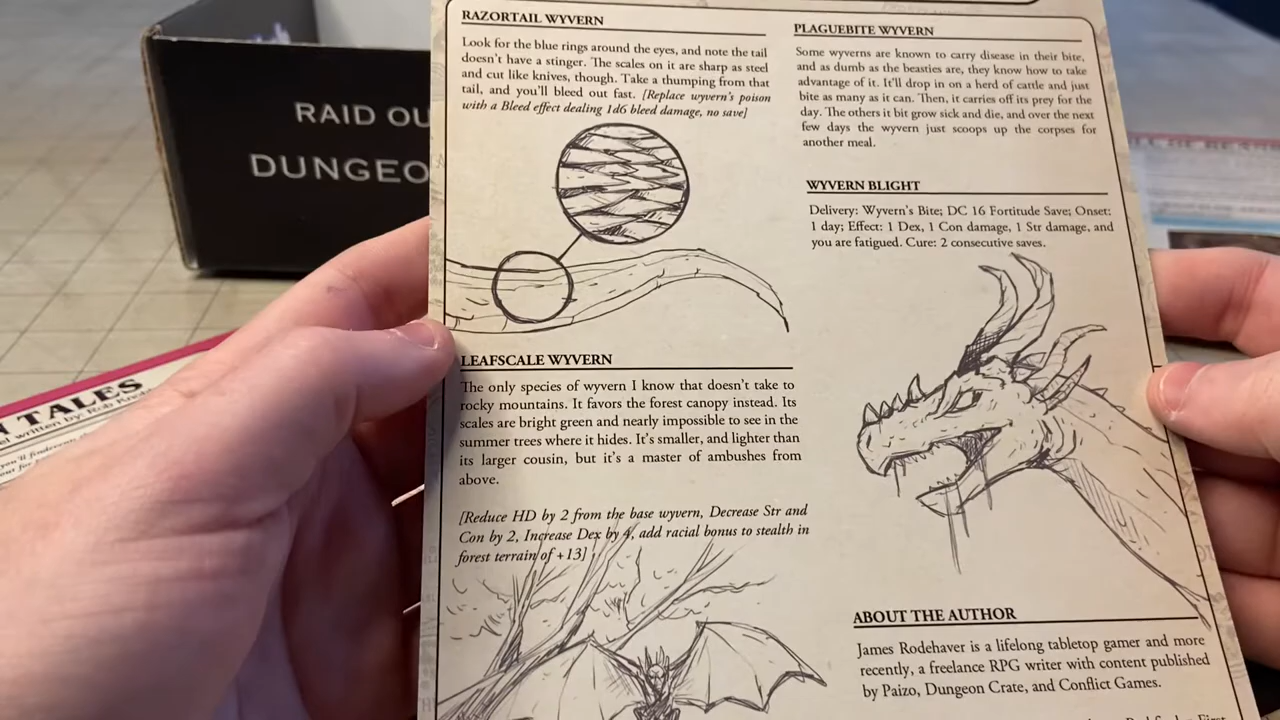 RAID OU
DUNGEO
RAZORTAIL WYVERN
Look for the blue rings around the eyes, and note the tail
doesn't have a stinger. The scales on it are sharp as steel
and cut like knives, though. Take a thumping from that
tail, and you'll bleed out fast. [Replace wyvern's poison
with a Bleed effect dealing 1d6 bleed damage, no save]
LEAFSCALE WYVERN
The only species of wyvern I know that doesn't take to
rocky mountains. It favors the forest canopy instead. Its
scales are bright green and nearly impossible to see in the
summer trees where it hides. It's smaller, and lighter than
its larger cousin, but it's a master of ambushes from
above.
[Reduce HD by 2 from the base wyvern, Decrease Str and
Con by 2, Increase Dex by 4, add racial bonus to stealth in
forest terrain of +13]
PLAGUEBITE WYVERN
Some wyverns are known to carry disease in their bite,
and as dumb as the beasties are, they know how to take
advantage of it. It'll drop in on a herd of cattle and just
bite as many as it can. Then, it carries off its prey for the
day. The others it bit grow sick and die, and over the next
few days the wyvern just scoops up the corpses for
another meal.
WYVERN BLIGHT
Delivery: Wyvern's Bite; DC 16 Fortitude Save; Onset:
1 day; Effect: 1 Dex, 1 Con damage, 1 Str damage, and
you are fatigued. Cure: 2 consecutive saves.
ABOUT THE AUTHOR
James Rodehaver is a lifelong tabletop gamer and more
recently, a freelance RPG writer with content published
by Paizo, Dungeon Crate, and Conflict Games.
N TALES
written by Rob